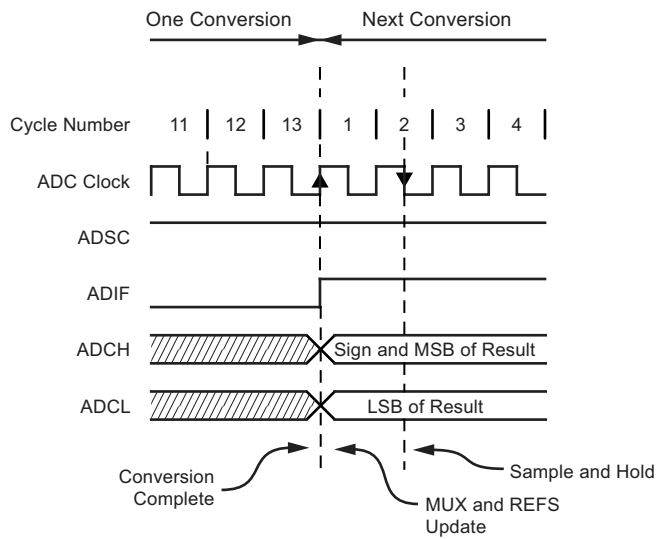 One Conversion Next Conversion
Cycle Number 11 12 13 1 2 3 4
ADC Clock
ADSC
ADIF
ADCH Sign and MSB of Result
ADCL LSB of Result
Conversion
Complete
MUX and REFS
Update
Sample and Hold